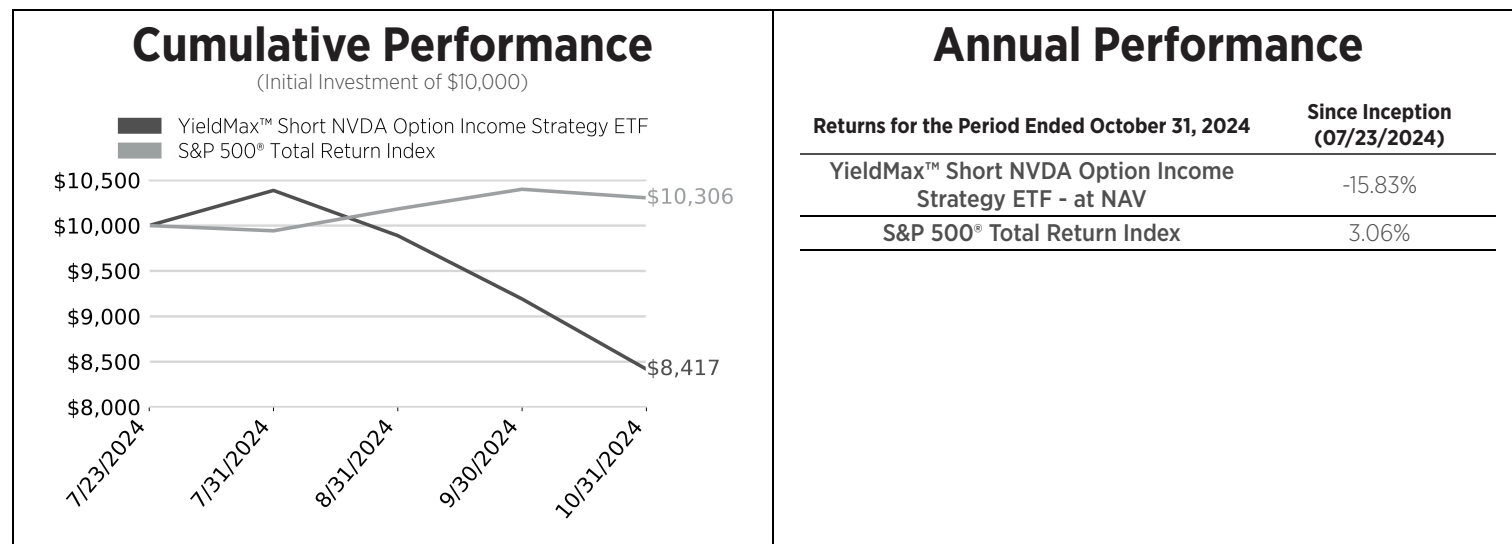 Cumulative Performance
(Initial Investment of $10,000)
YieldMax™ Short NVDA Option Income Strategy ETF
S&P 500® Total Return Index
$10,500
$10,000
$9,500
$9,000
$8,500
$8,000
$10,306
$8,417
7/23/2024
7/31/2024
8/31/2024
9/30/2024
10/31/2024
Annual Performance
Returns for the Period Ended October 31, 2024
Since Inception
(07/23/2024)
YieldMax™ Short NVDA Option Income
Strategy ETF - at NAV
-15.83%
S&P 500® Total Return Index
3.06%